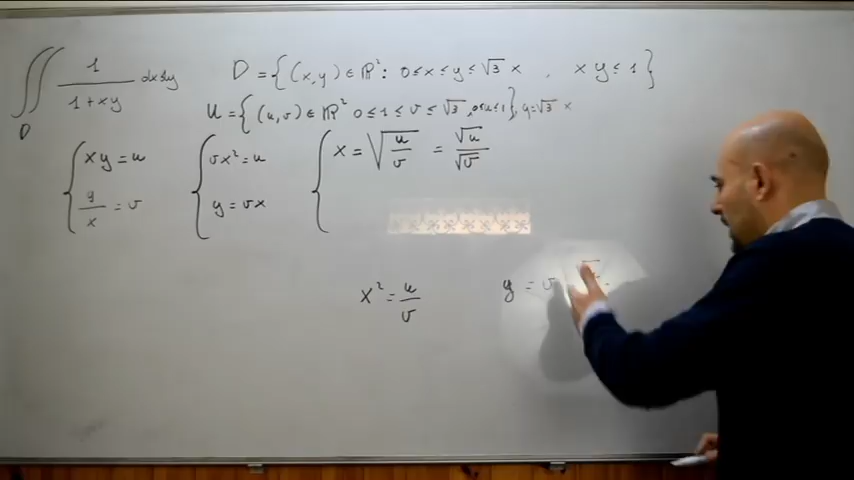 ∬_D 1/(1+xy) dxdy   D = {(x,y) ∈ ℝ²: 0≤x≤y≤√3 x , xy≤1}
U = {(u,v) ∈ ℝ² 0≤1≤v≤√3, 0≤u≤1}, y=√3 x
{ xy = u   { vx² = u   { x = √(u/v) = √u/√v
y/x = v   y = vx
x² = u/v   y = v